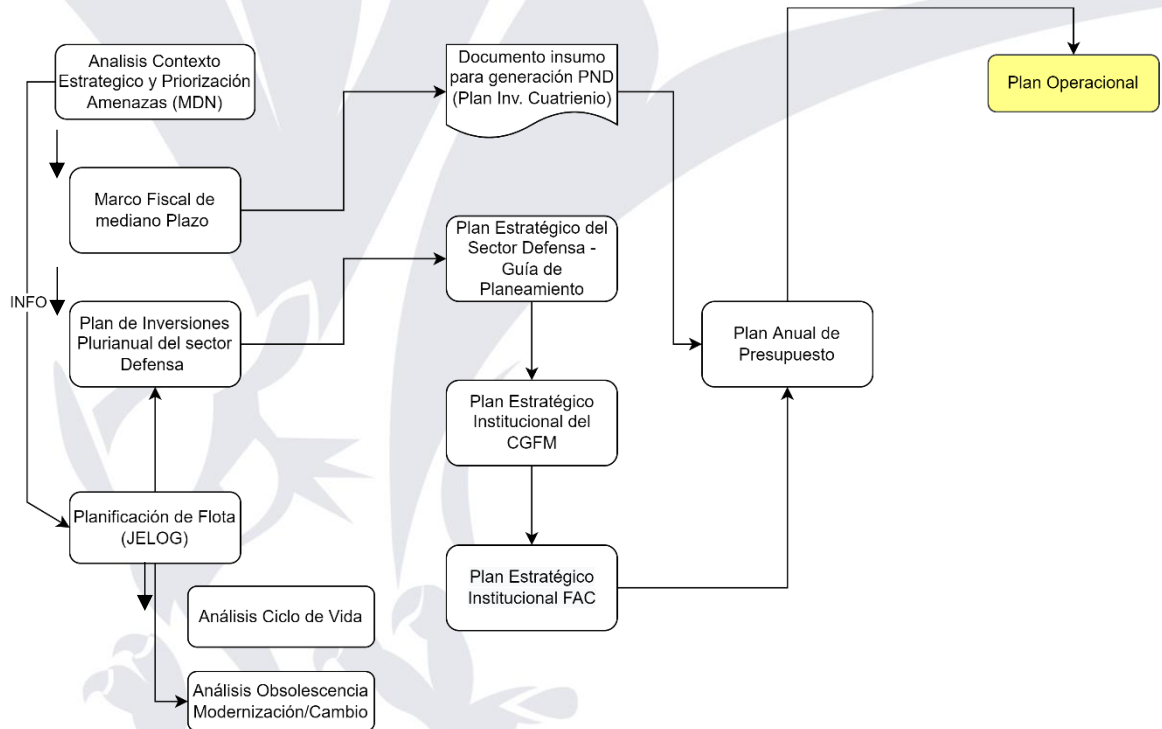 Analisis Contexto
Estrategico y Priorización
Amenazas (MDN)
Documento insumo
para generación PND
(Plan Inv. Cuatrienio)
Plan Operacional
Marco Fiscal de
mediano Plazo
Plan Estratégico del
Sector Defensa -
Guía de
Planeamiento
INFO
Plan de Inversiones
Plurianual del sector
Defensa
Plan Anual de
Presupuesto
Plan Estratégico
Institucional del
CGFM
Planificación de Flota
(JELOG)
Plan Estratégico
Institucional FAC
Análisis Ciclo de Vida
Análisis Obsolescencia
Modernización/Cambio